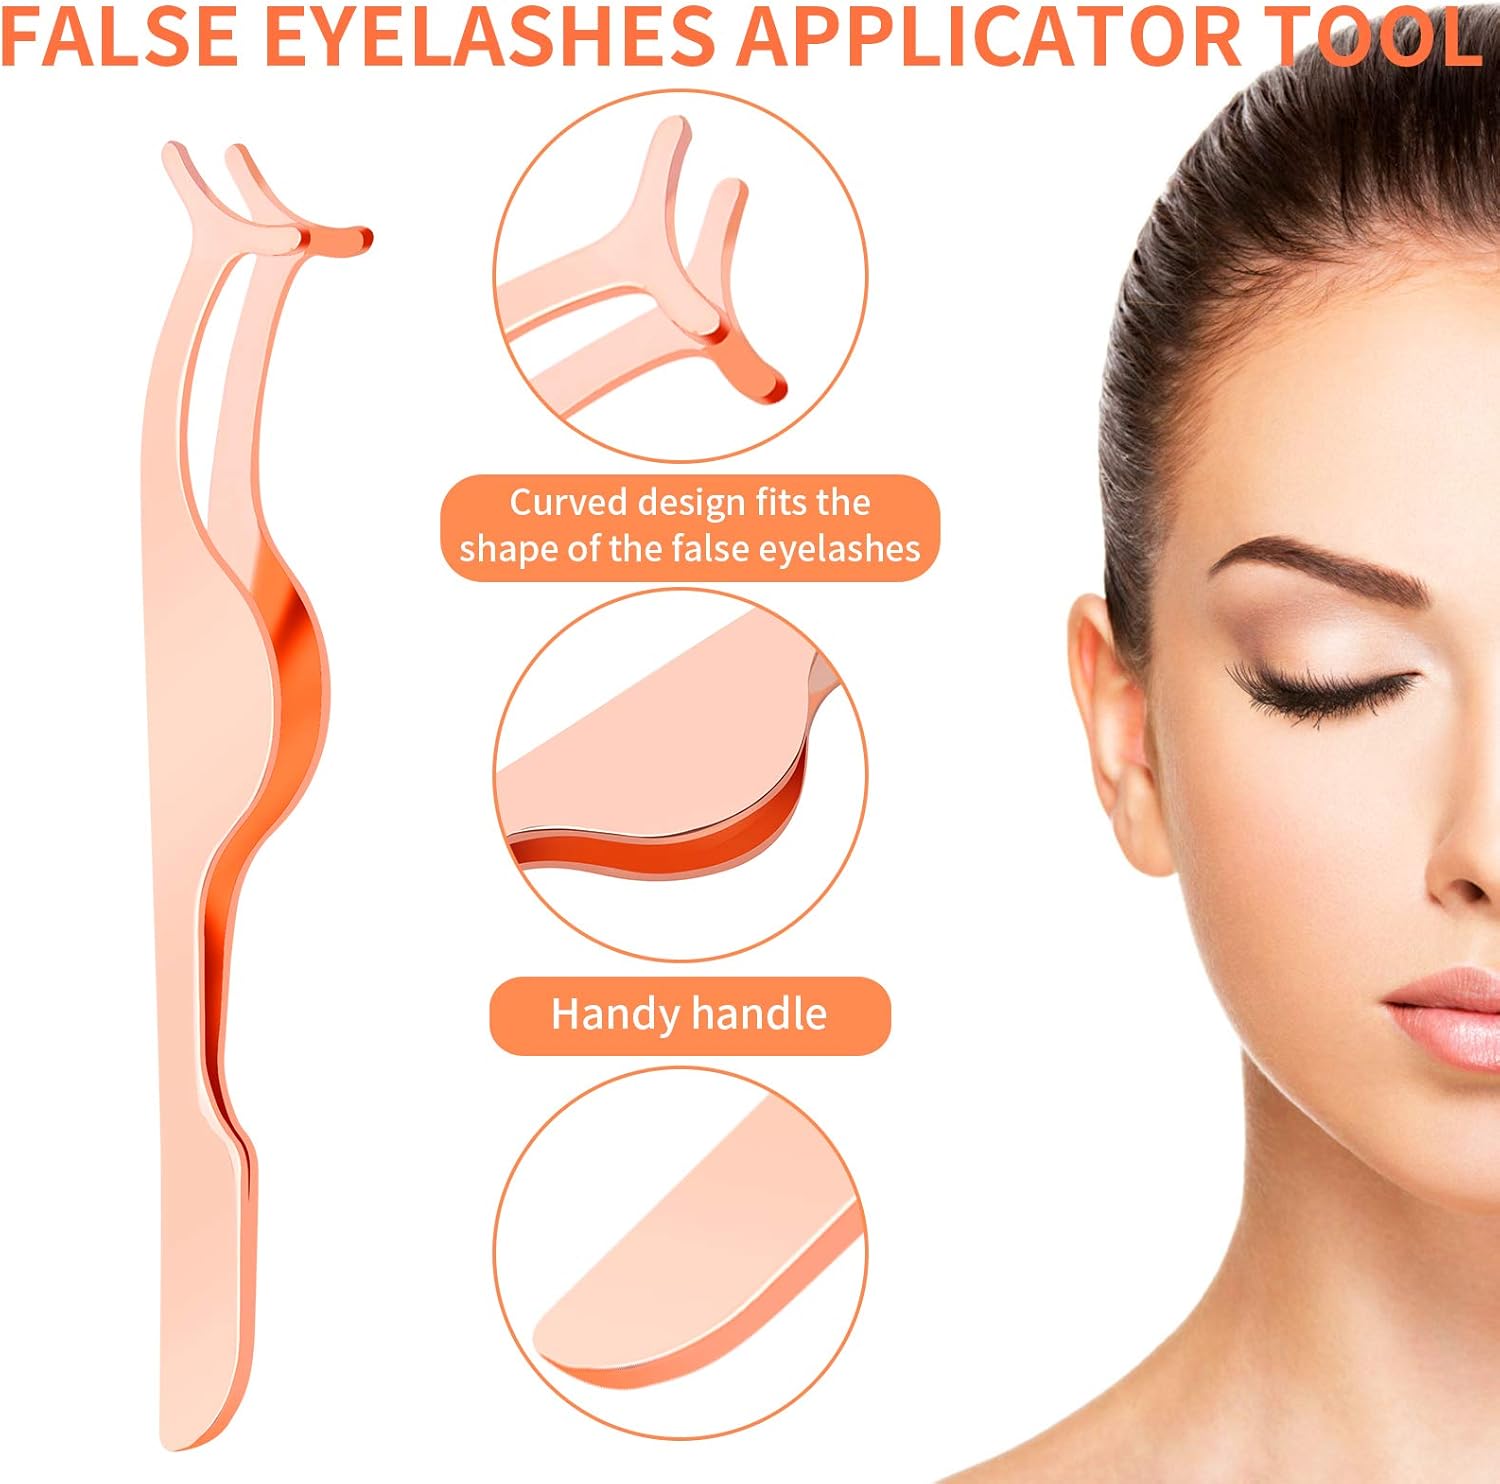 FALSE EYELASHES APPLICATOR TOOL
Curved design fits the
shape of the false eyelashes
Handy handle